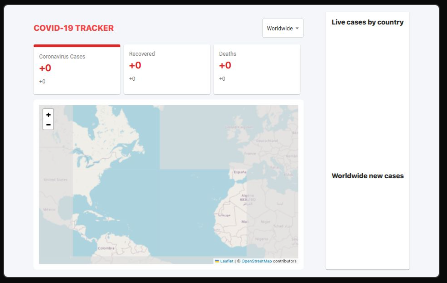 COVID-19 TRACKER
Worldwide
Coronavirus Cases
+0
+0
Recovered
+0
+0
Deaths
+0
+0
Live cases by country
Worldwide new cases
+
−
Leaflet | © OpenStreetMap contributors